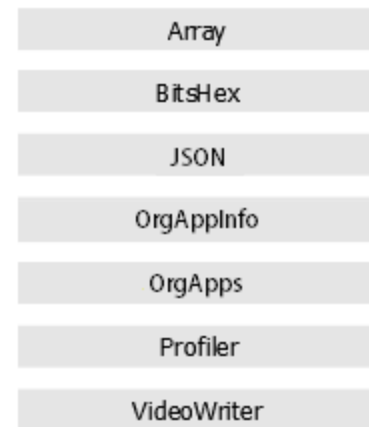 Array
BitsHex
JSON
OrgAppInfo
OrgApps
Profiler
VideoWriter